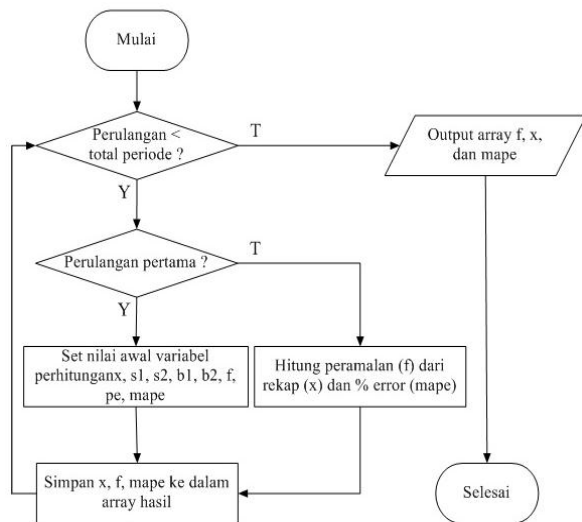 Mulai
Perulangan <
total periode ?
T
Output array f, x,
dan mape
Y
Perulangan pertama ?
T
Y
Set nilai awal variabel
perhitunganx, s1, s2, b1, b2, f,
pe, mape
Hitung peramalan (f) dari
rekap (x) dan % error (mape)
Simpan x, f, mape ke dalam
array hasil
Selesai